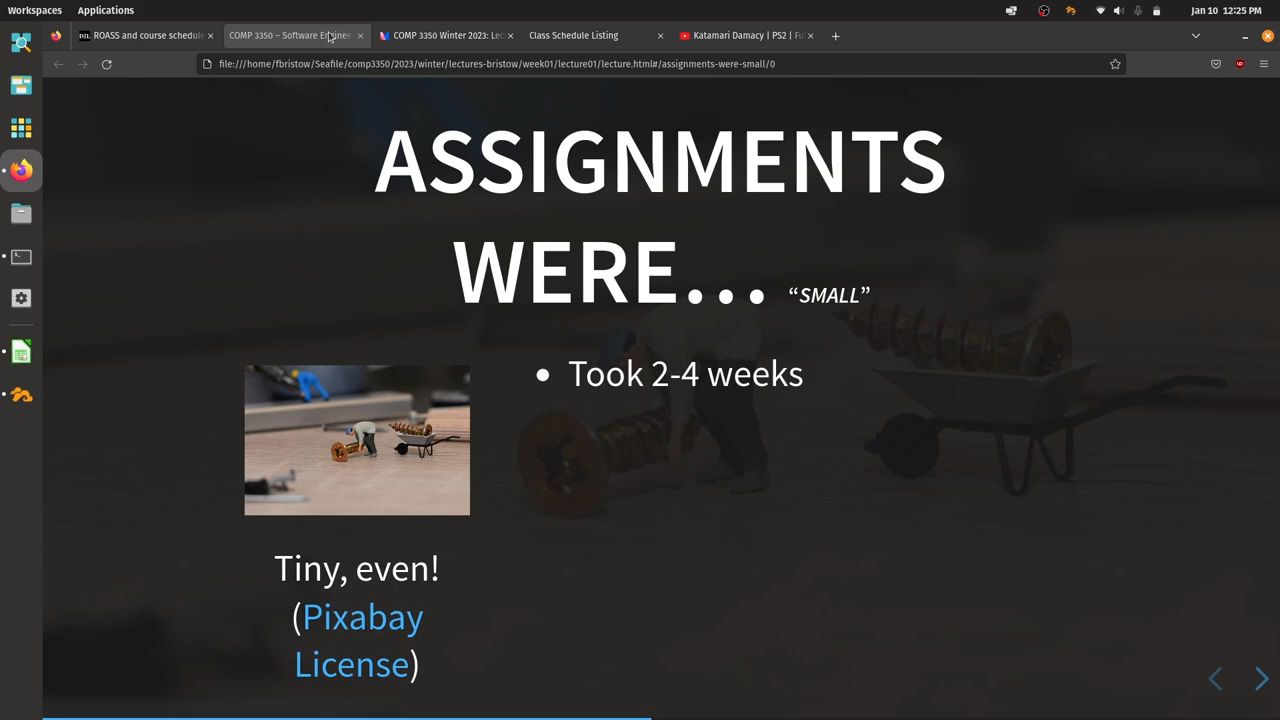 Workspaces Applications Jan 10 12:25 PM
ROASS and course schedule COMP 3350 – Software Enginee COMP 3350 Winter 2023: Lec Class Schedule Listing Katamari Damacy | PS2 | Fu
file:///home/fbristow/Seafile/comp3350/2023/winter/lectures-bristow/week01/lecture01/lecture.html#/assignments-were-small/0
ASSIGNMENTS
WERE… “SMALL”
• Took 2-4 weeks
Tiny, even!
(Pixabay
License)